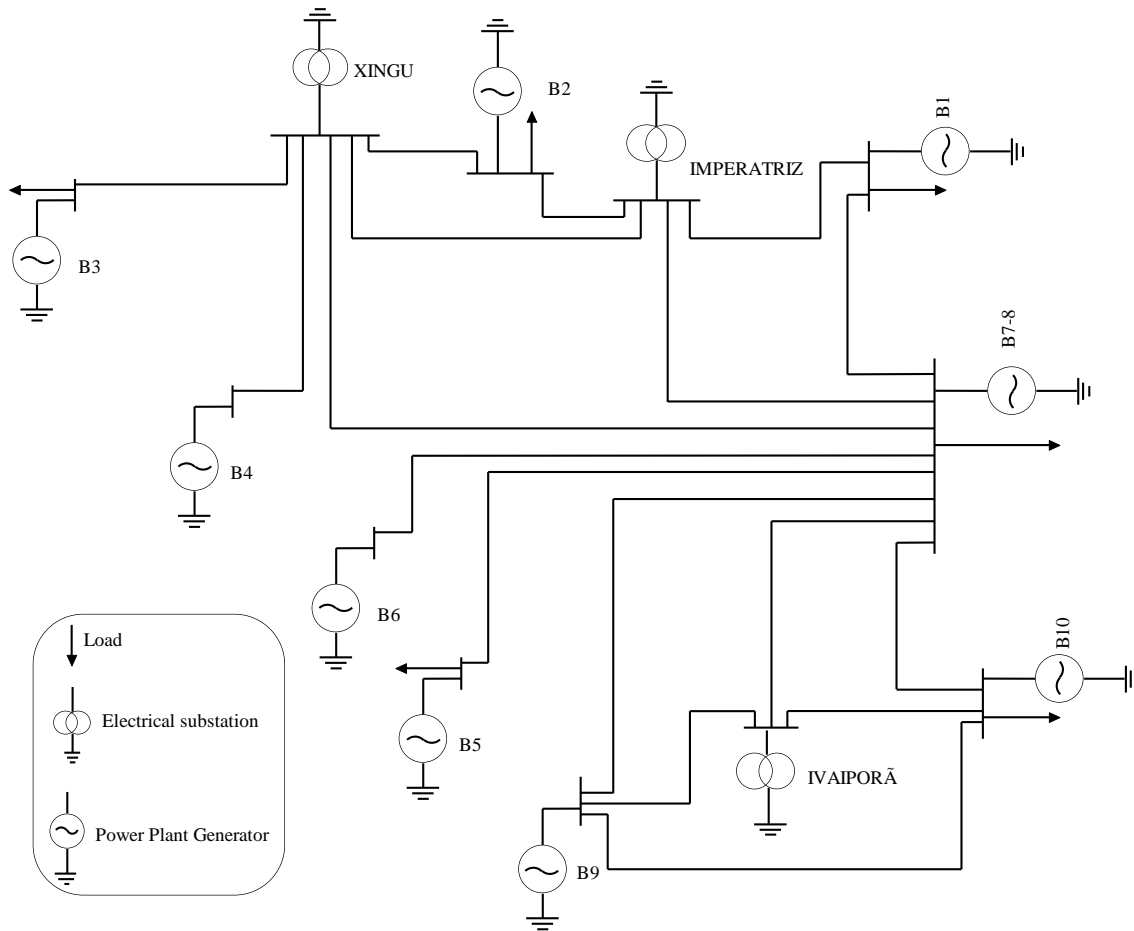 XINGU
B2
B1
IMPERATRIZ
B3
B7-8
B4
B6
B10
Load
Electrical substation
B5
IVAIPORÃ
Power Plant Generator
B9